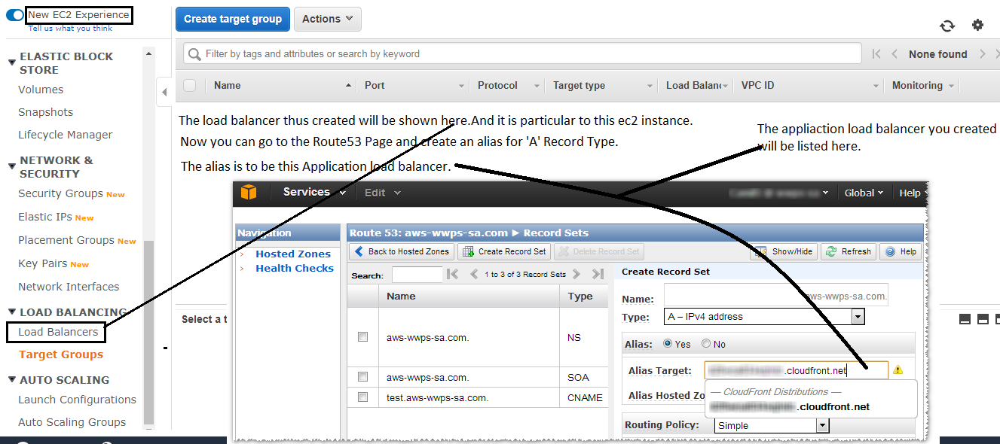 New EC2 Experience
Tell us what you think
ELASTIC BLOCK
STORE
Volumes
Snapshots
Lifecycle Manager
NETWORK &
SECURITY
Security Groups New
Elastic IPs New
Placement Groups New
Key Pairs New
Network Interfaces
LOAD BALANCING
Load Balancers
Target Groups
AUTO SCALING
Launch Configurations
Auto Scaling Groups
Create target group Actions
Filter by tags and attributes or search by keyword None found
Name Port Protocol Target type Load Balanc VPC ID Monitoring
The load balancer thus created will be shown here.And it is particular to this ec2 instance.
Now you can go to the Route53 Page and create an alias for 'A' Record Type.
The alias is to be this Application load balancer.
The appliaction load balancer you created
will be listed here.
Select a t
Services Edit Global Help
Navigation
Hosted Zones
Health Checks
Route 53: aws-wwps-sa.com ▶ Record Sets
Back to Hosted Zones Create Record Set Delete Record Set Show/Hide Refresh Help
Search: 1 to 3 of 3 Record Sets
Name Type
aws-wwps-sa.com. NS
aws-wwps-sa.com. SOA
test.aws-wwps-sa.com. CNAME
Create Record Set
Name: aws-wwps-sa.com.
Type: A – IPv4 address
Alias: Yes No
Alias Target: .cloudfront.net
Alias Hosted Zo
— CloudFront Distributions —
.cloudfront.net
Routing Policy: Simple